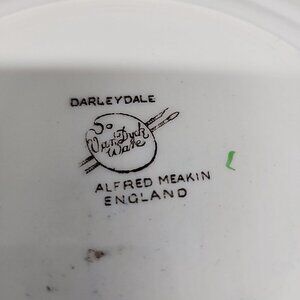 DARLEYDALE
Van Dyck
Ware
ALFRED MEAKIN
ENGLAND